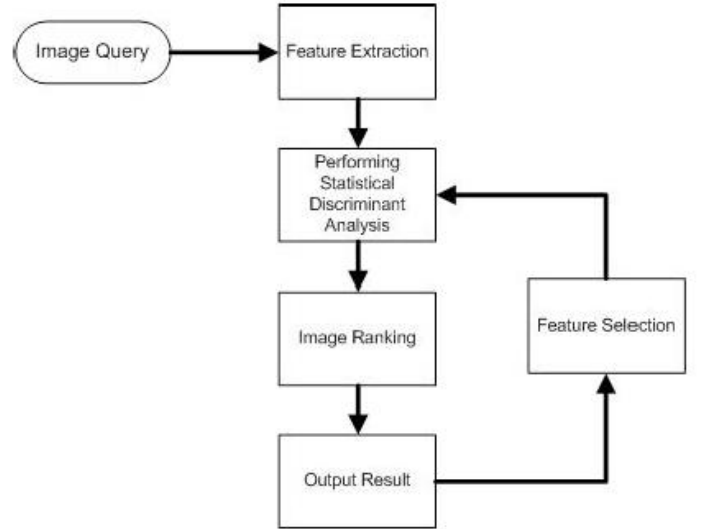 Image Query
Feature Extraction
Performing
Statistical
Discriminant
Analysis
Image Ranking
Feature Selection
Output Result